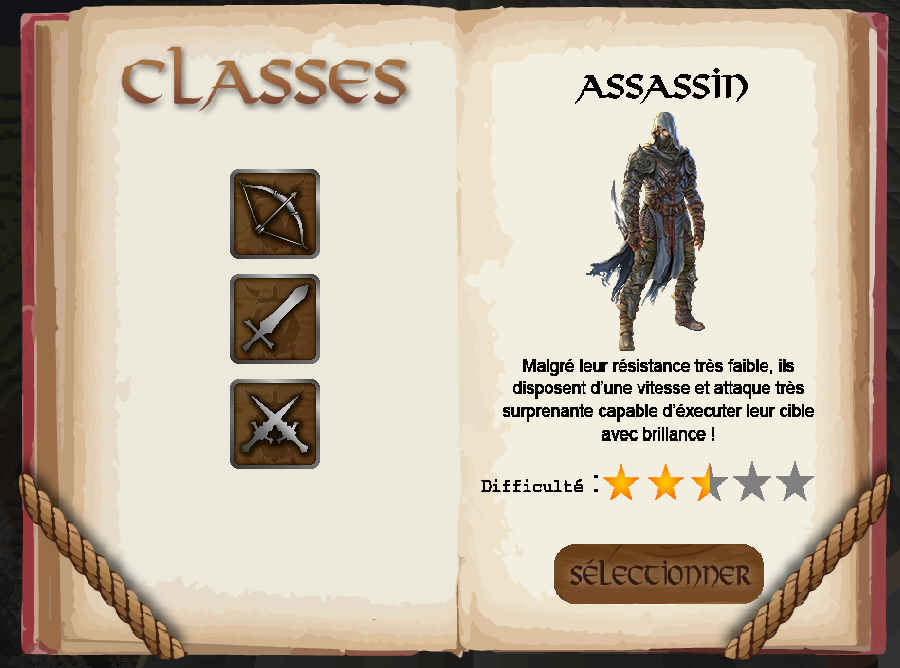 CLASSES
ASSASSIN
Malgré leur résistance très faible, ils
disposent d'une vitesse et attaque très
surprenante capable d'éxecuter leur cible
avec brillance !
Difficulté :
SÉLECTIONNER